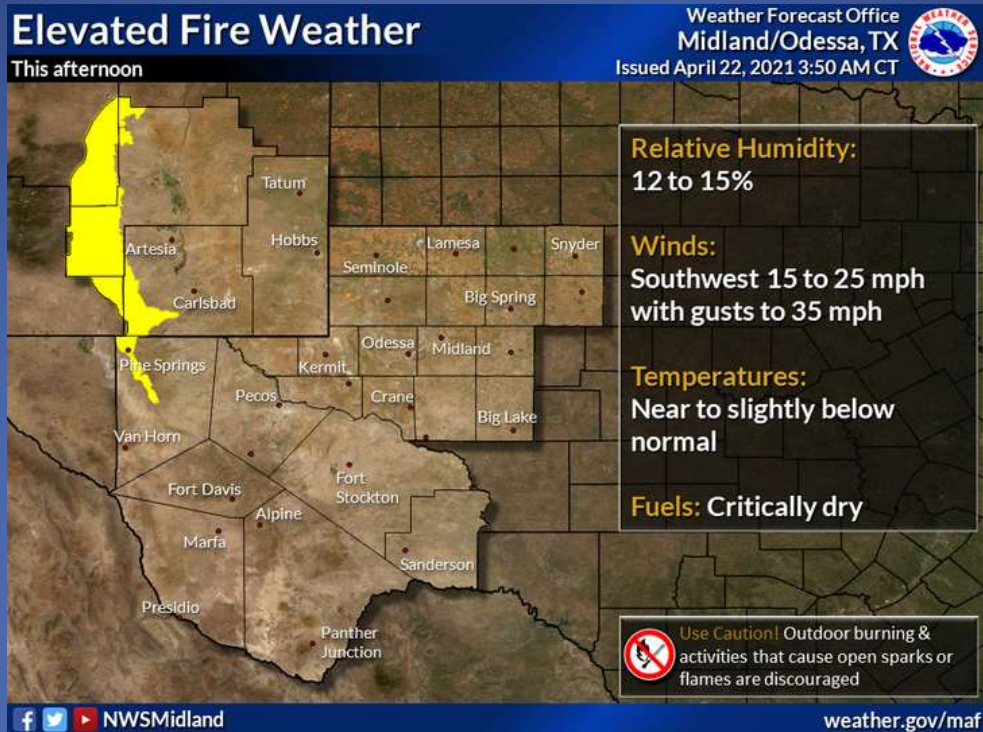 Elevated Fire Weather
This afternoon
Weather Forecast Office
Midland/Odessa, TX
Issued April 22, 2021 3:50 AM CT
NATIONAL WEATHER SERVICE
Relative Humidity:
12 to 15%
Winds:
Southwest 15 to 25 mph
with gusts to 35 mph
Temperatures:
Near to slightly below
normal
Fuels: Critically dry
Tatum
Artesia
Hobbs
Lamesa
Snyder
Seminole
Carlsbad
Big Spring
Odessa
Midland
Pine Springs
Kermit
Pecos
Crane
Big Lake
Van Horn
Fort
Stockton
Fort Davis
Alpine
Marfa
Sanderson
Presidio
Panther
Junction
Use Caution! Outdoor burning &
activities that cause open sparks or
flames are discouraged
NWSMidland
weather.gov/maf